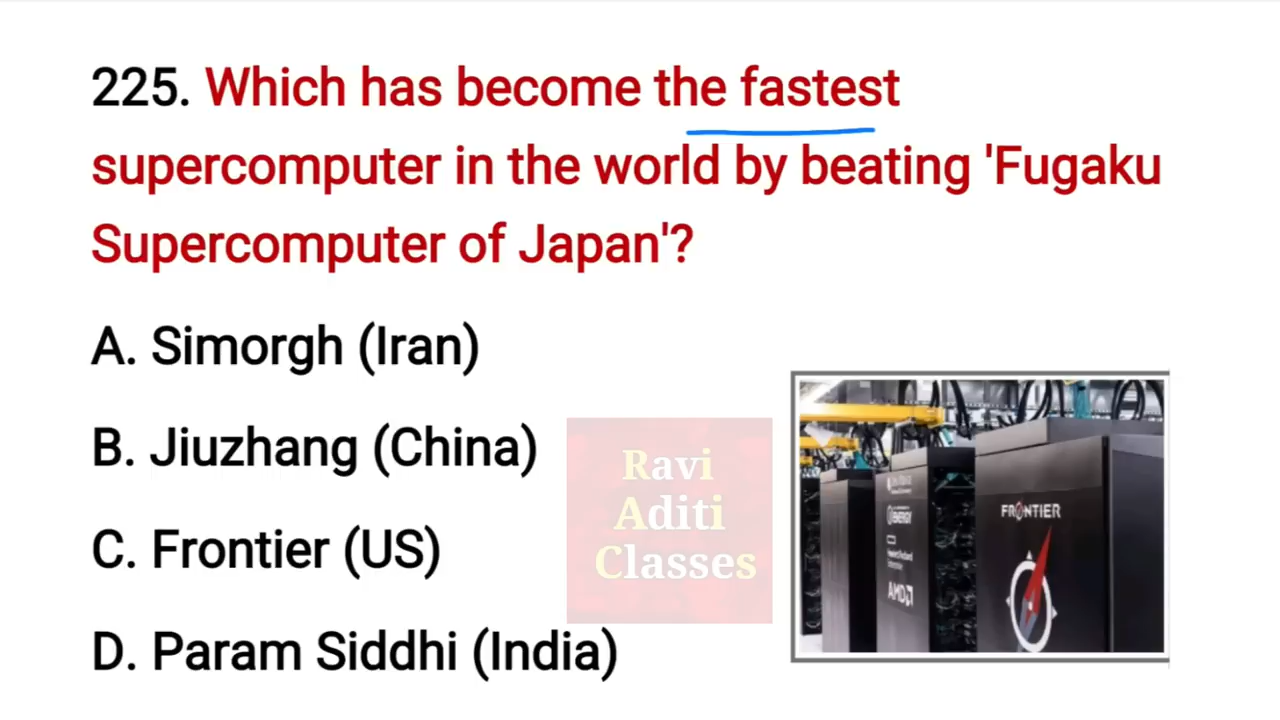 225. Which has become the fastest
supercomputer in the world by beating 'Fugaku
Supercomputer of Japan'?
A. Simorgh (Iran)
B. Jiuzhang (China)
C. Frontier (US)
D. Param Siddhi (India)
Ravi
Aditi
Classes
FRONTIER
ENERGY
AMD